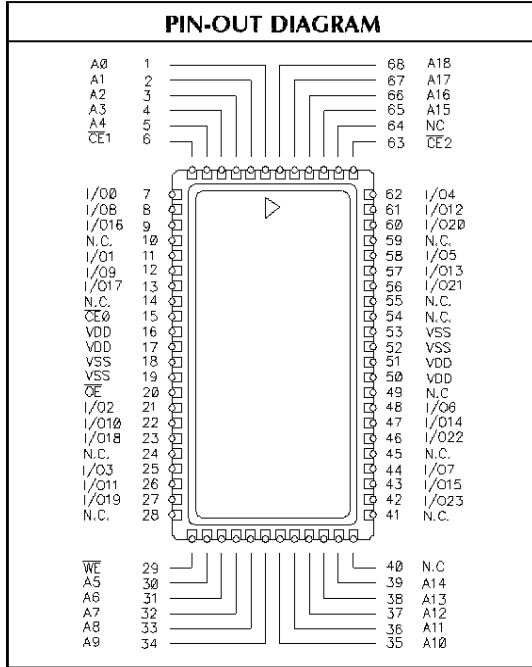 PIN-OUT DIAGRAM
AØ 1
A1 2
A2 3
A3 4
A4 5
C̅E̅1 6
68 A18
67 A17
66 A16
65 A15
64 NC
63 C̅E̅2
I/OØ 7
I/O8 8
I/O16 9
N.C. 1Ø
I/O1 11
I/O9 12
I/O17 13
N.C. 14
C̅E̅Ø 15
VDD 16
VDD 17
VSS 18
VSS 19
O̅E̅ 2Ø
I/O2 21
I/O1Ø 22
I/O18 23
N.C. 24
I/O3 25
I/O11 26
I/O19 27
N.C. 28
62 I/O4
61 I/O12
6Ø I/O2Ø
59 N.C.
58 I/O5
57 I/O13
56 I/O21
55 N.C.
54 N.C.
53 VSS
52 VSS
51 VDD
5Ø VDD
49 N.C
48 I/O6
47 I/O14
46 I/O22
45 N.C.
44 I/O7
43 I/O15
42 I/O23
41 N.C.
W̅E̅ 29
A5 3Ø
A6 31
A7 32
A8 33
A9 34
4Ø N.C
39 A14
38 A13
37 A12
36 A11
35 A1Ø